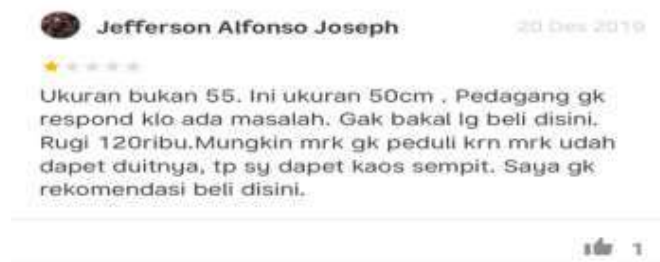 Jefferson Alfonso Joseph
20 Des 2019
Ukuran bukan 55. Ini ukuran 50cm . Pedagang gk
respond klo ada masalah. Gak bakal lg beli disini.
Rugi 120ribu.Mungkin mrk gk peduli krn mrk udah
dapet duitnya, tp sy dapet kaos sempit. Saya gk
rekomendasi beli disini.
1